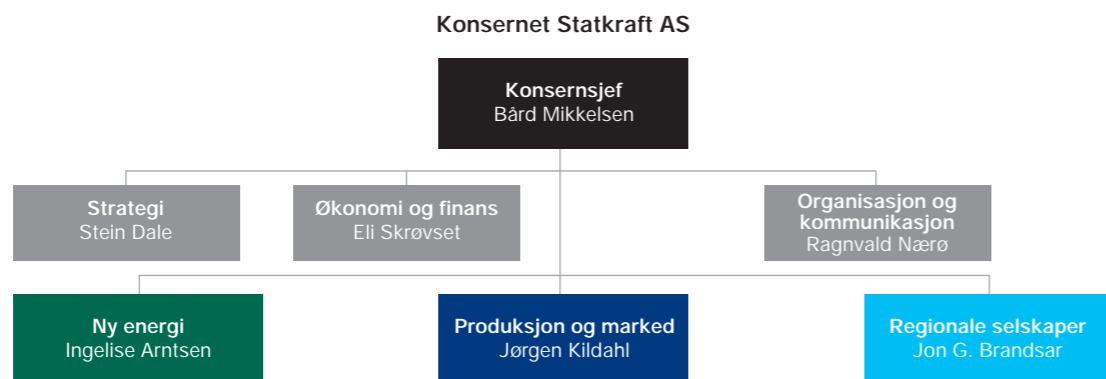 Konsernet Statkraft AS
Konsernsjef
Bård Mikkelsen
Strategi
Stein Dale
Økonomi og finans
Eli Skrøvset
Organisasjon og
kommunikasjon
Ragnvald Nærø
Ny energi
Ingelise Arntsen
Produksjon og marked
Jørgen Kildahl
Regionale selskaper
Jon G. Brandsar